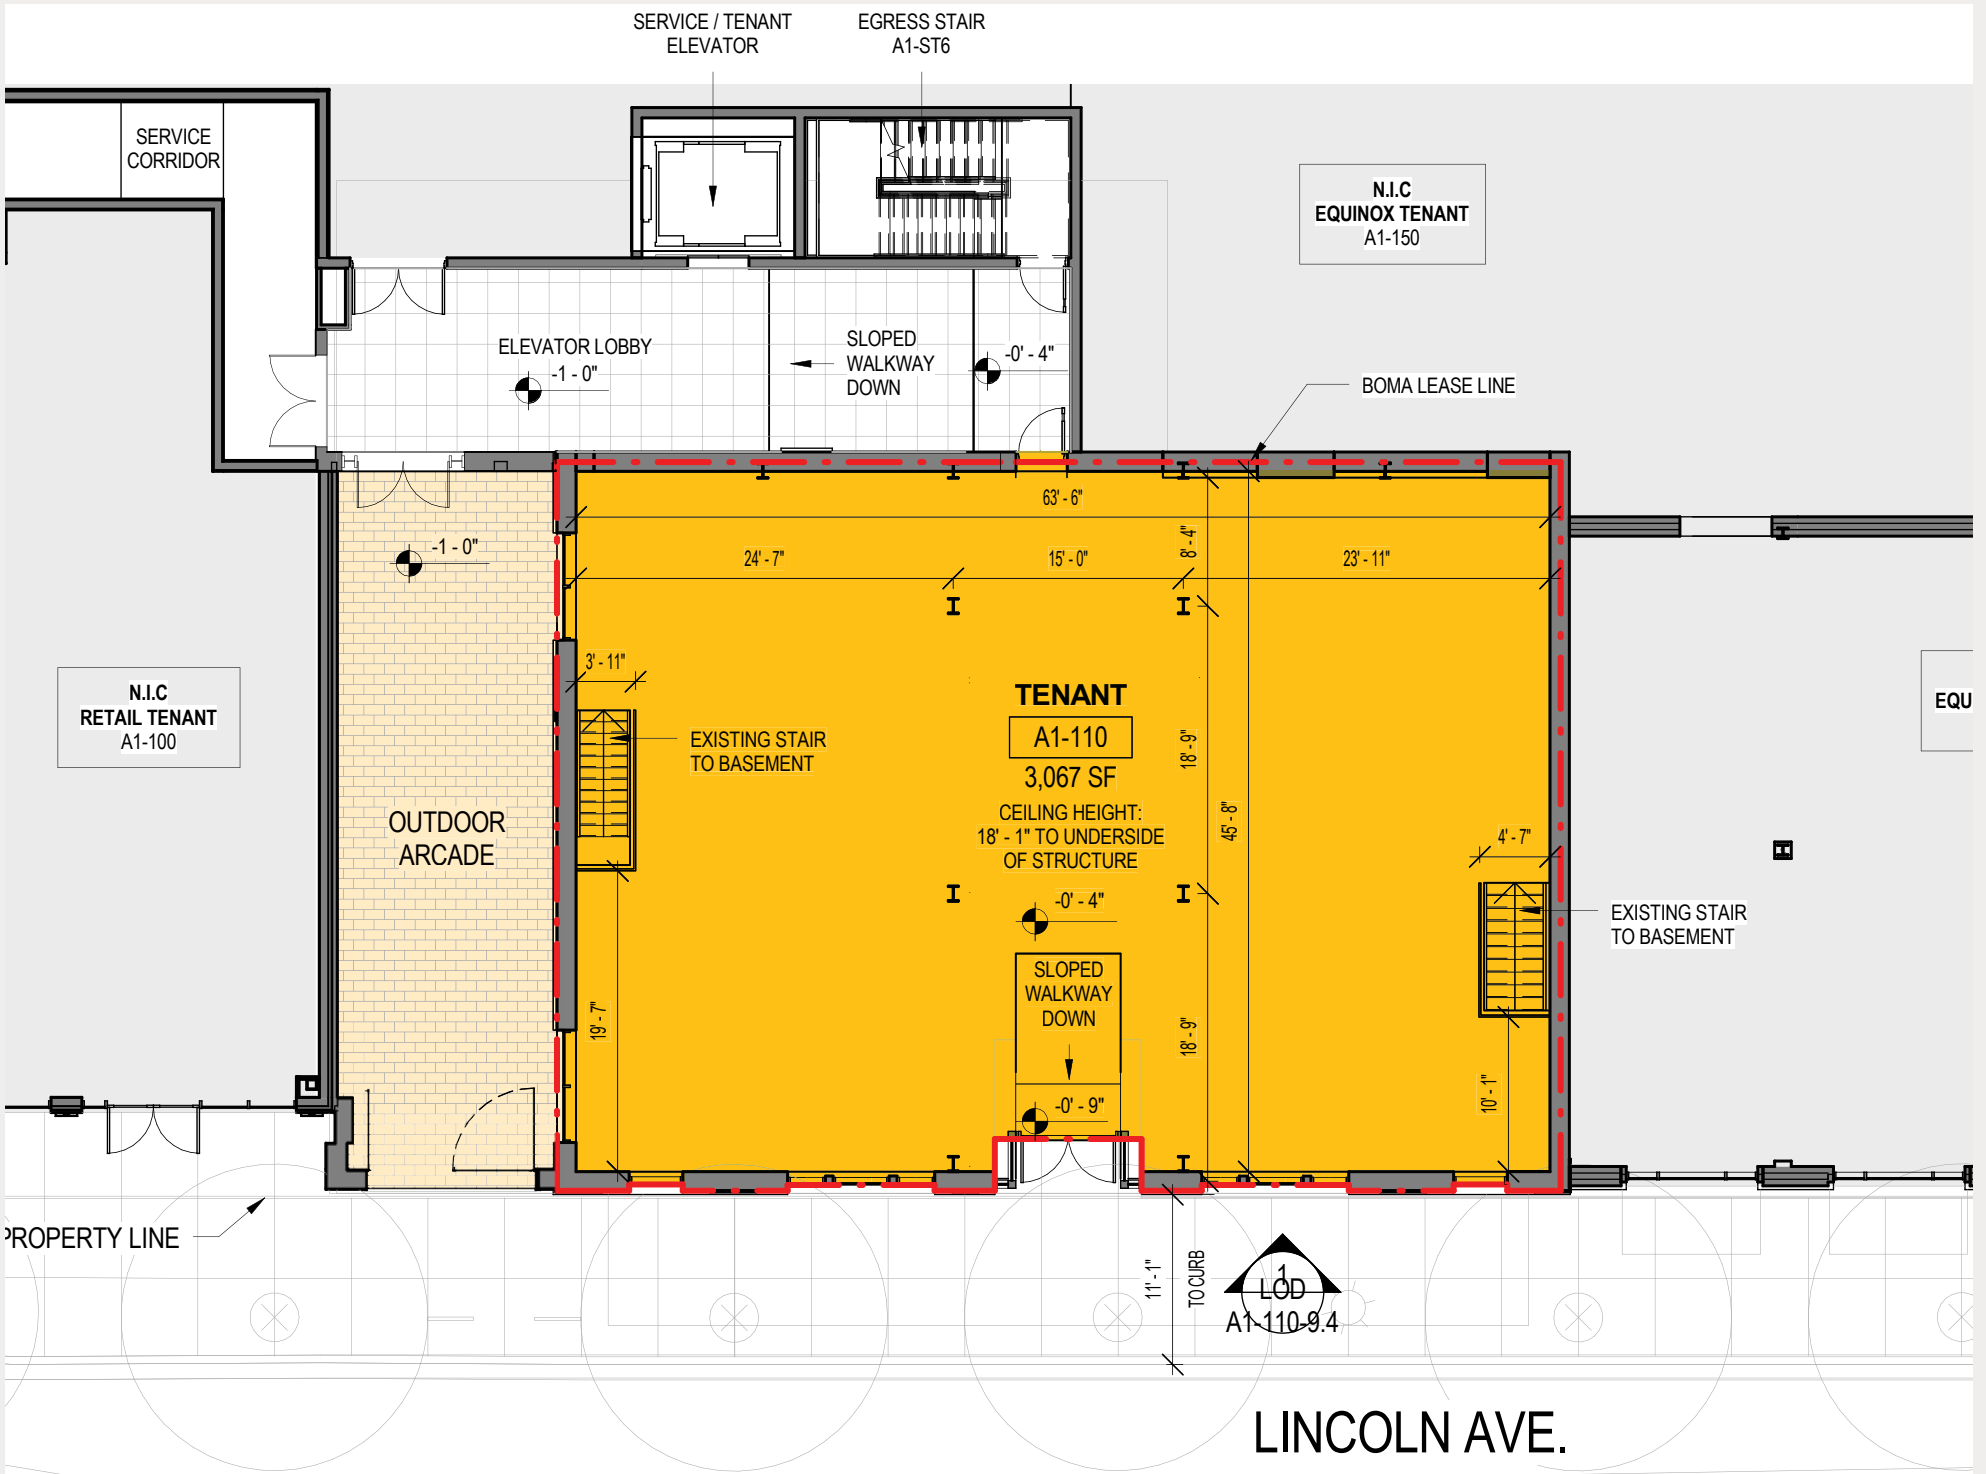 SERVICE / TENANT
ELEVATOR
EGRESS STAIR
A1-ST6
SERVICE
CORRIDOR
N.I.C
EQUINOX TENANT
A1-150
ELEVATOR LOBBY
-1 - 0"
SLOPED
WALKWAY
DOWN
-0' - 4"
BOMA LEASE LINE
63' - 6"
-1 - 0"
24' - 7"
15' - 0"
8' - 4"
23' - 11"
3' - 11"
N.I.C
RETAIL TENANT
A1-100
EXISTING STAIR
TO BASEMENT
TENANT
A1-110
3,067 SF
CEILING HEIGHT:
18' - 1" TO UNDERSIDE
OF STRUCTURE
18' - 9"
45' - 8"
EQU
OUTDOOR
ARCADE
4' - 7"
-0' - 4"
EXISTING STAIR
TO BASEMENT
SLOPED
WALKWAY
DOWN
19' - 7"
18' - 9"
10' - 1"
-0' - 9"
PROPERTY LINE
11' - 1"
TO CURB
1
LOD
A1-110-9.4
LINCOLN AVE.